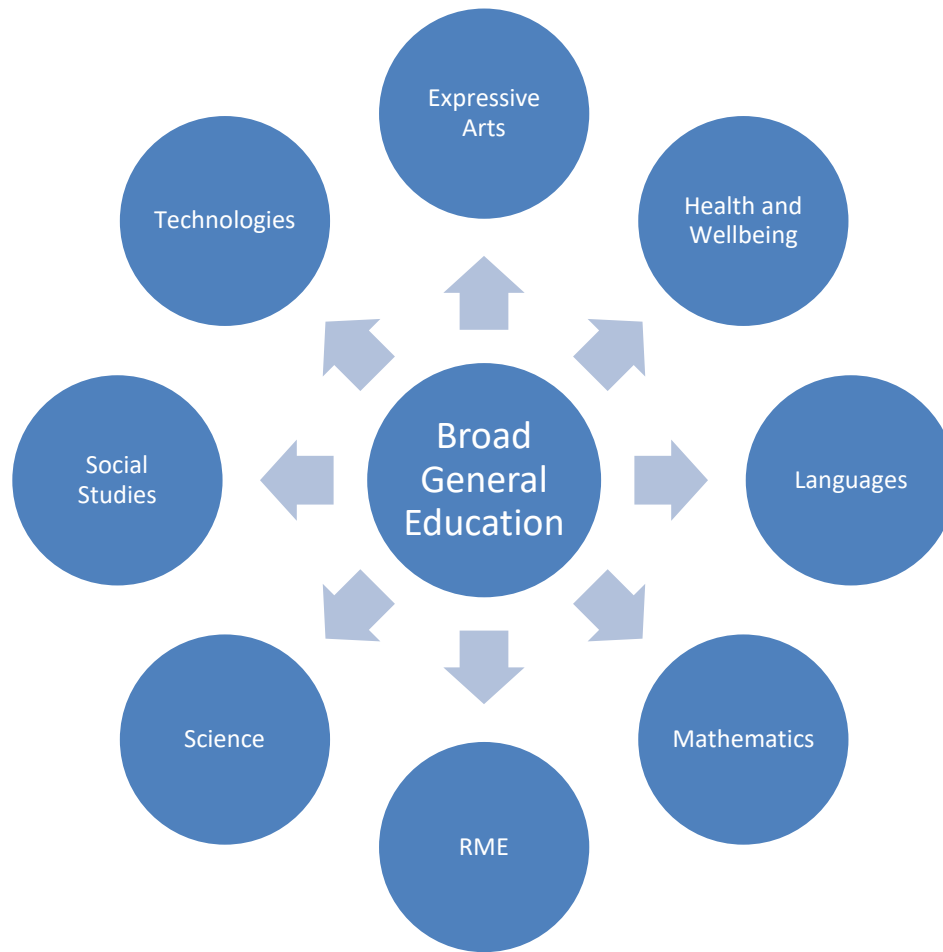 Expressive
Arts
Technologies
Health and
Wellbeing
Broad
General
Education
Social
Studies
Languages
Science
Mathematics
RME